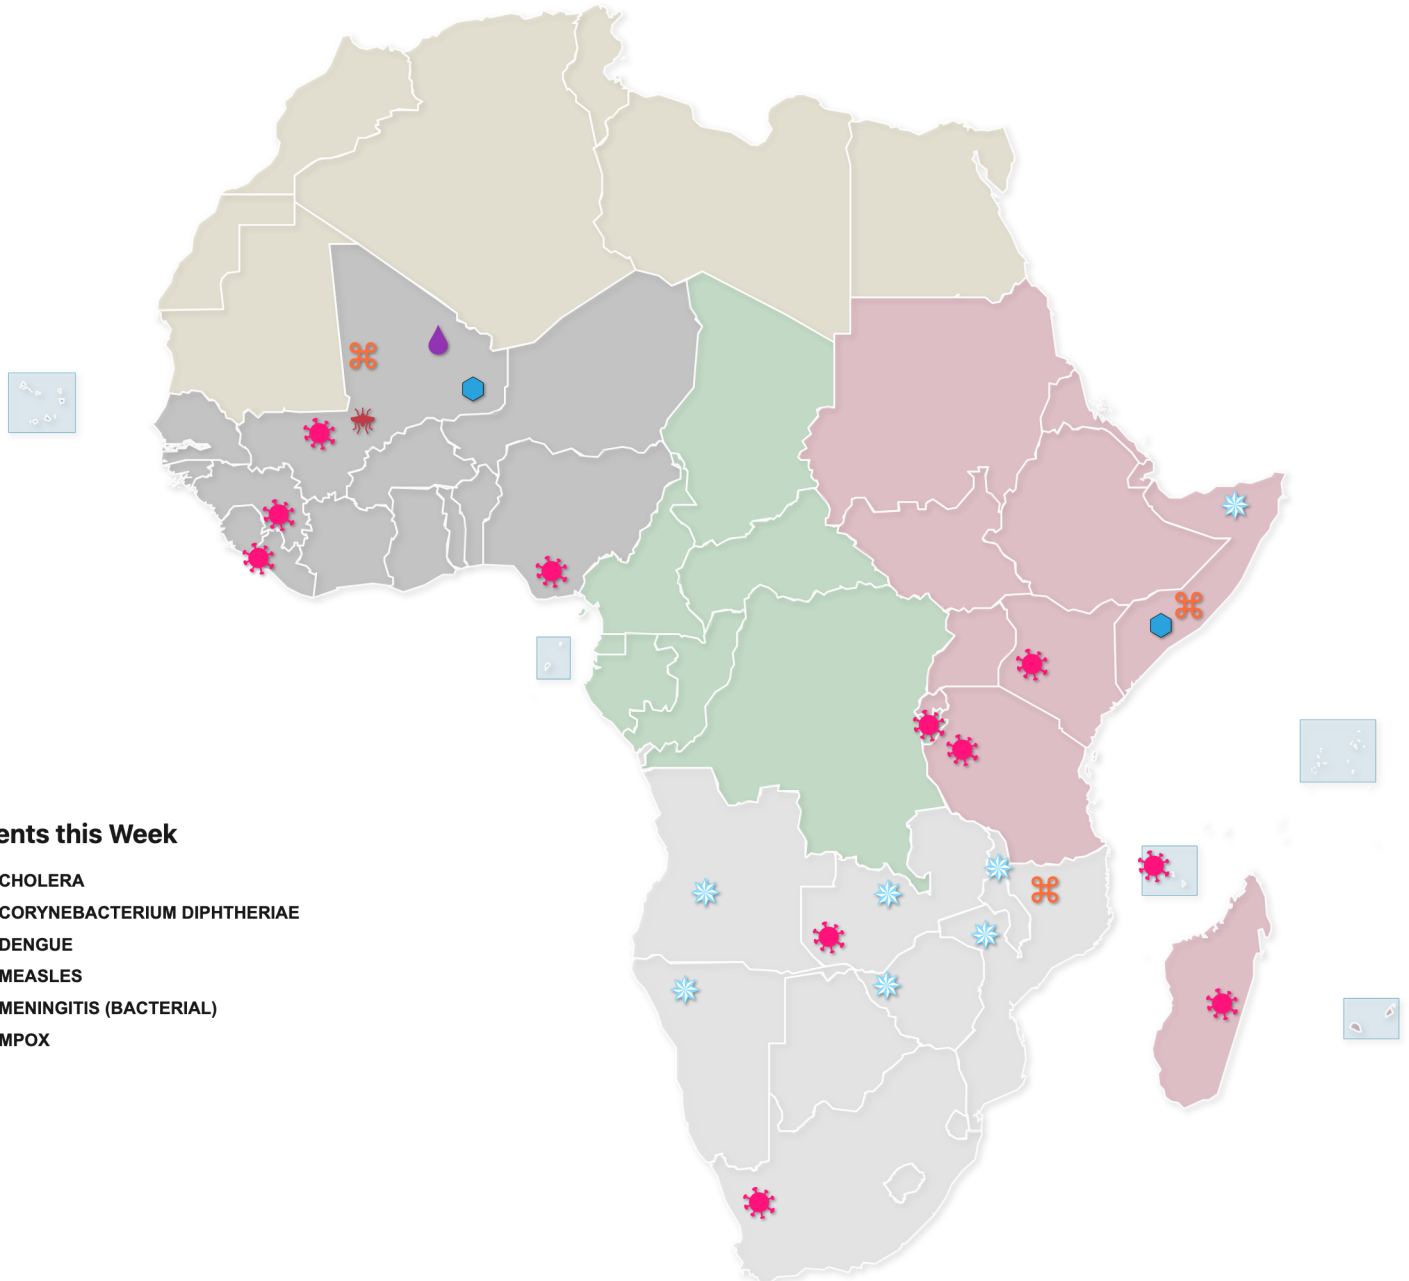 ents this Week
CHOLERA
CORYNEBACTERIUM DIPHTHERIAE
DENGUE
MEASLES
MENINGITIS (BACTERIAL)
MPOX